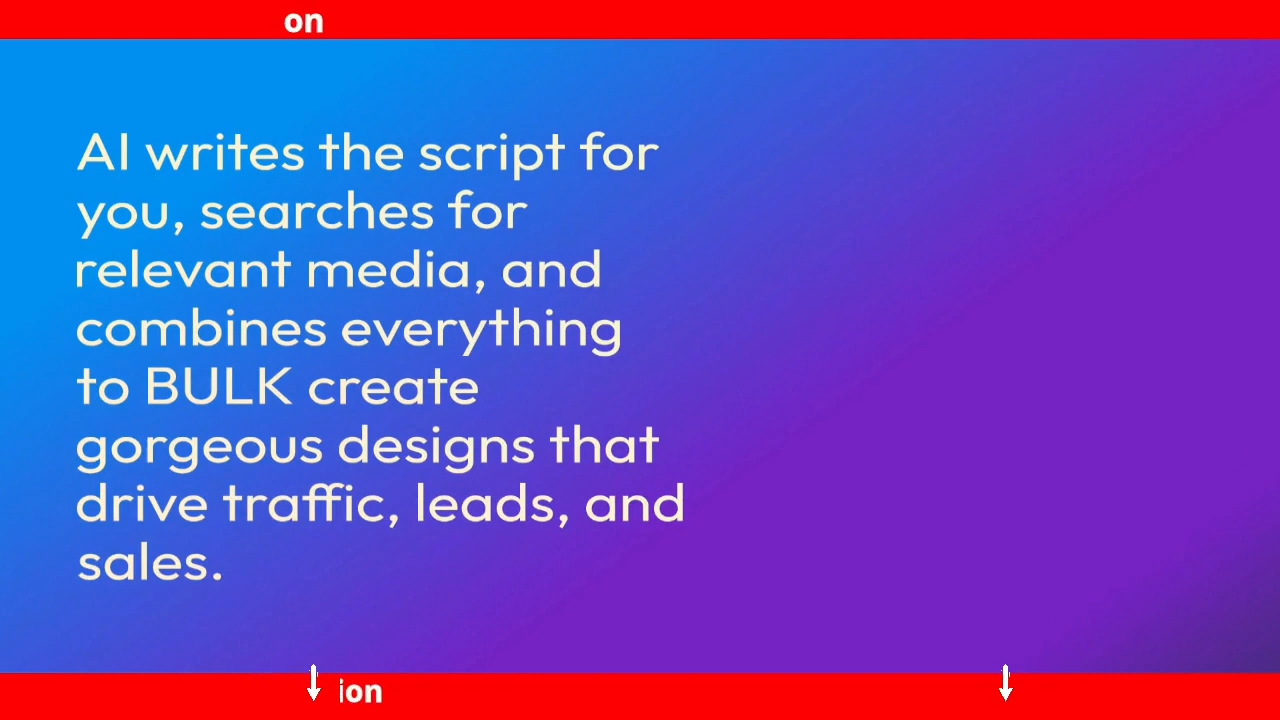 on
AI writes the script for
you, searches for
relevant media, and
combines everything
to BULK create
gorgeous designs that
drive traffic, leads, and
sales.
ion